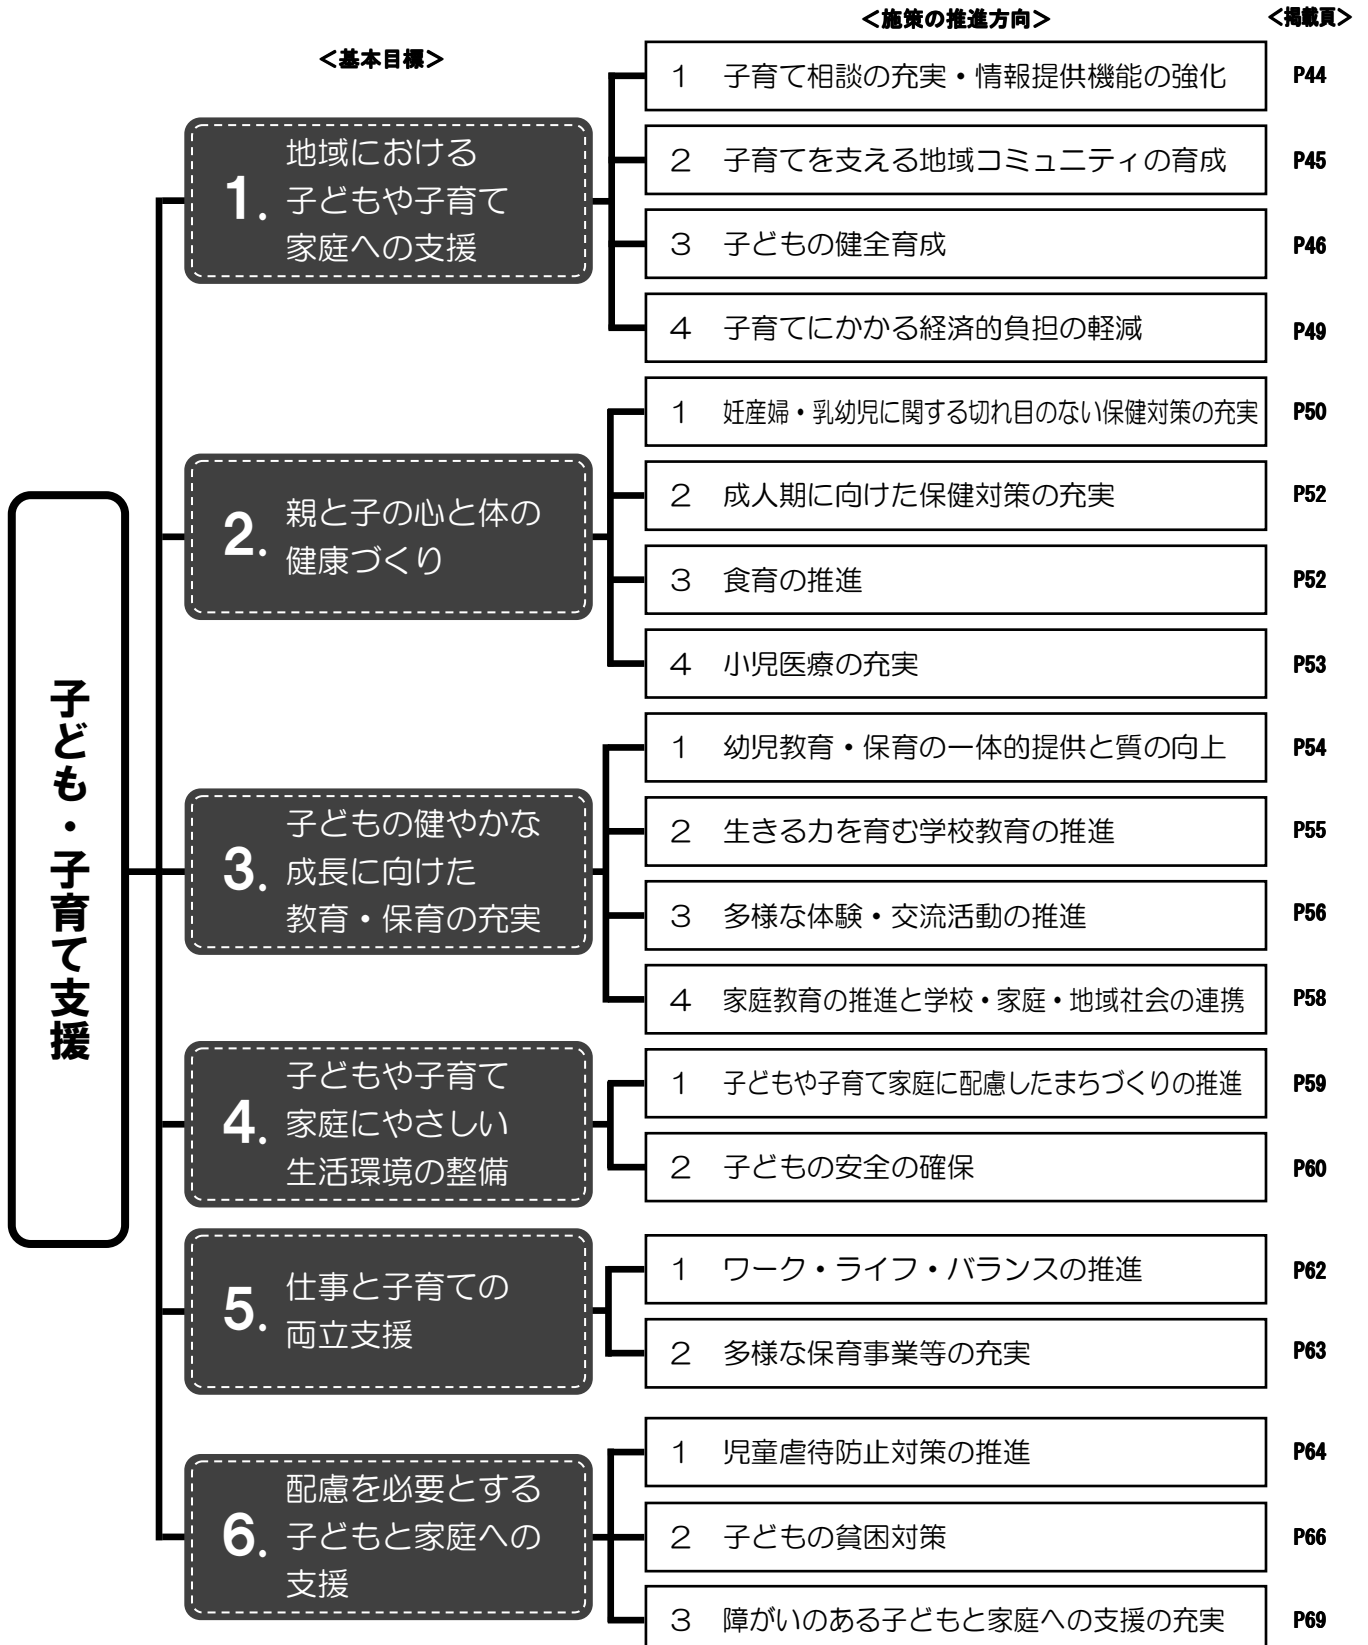 ＜施策の推進方向＞
＜掲載頁＞
＜基本目標＞
子ども・子育て支援
1. 地域における
子どもや子育て
家庭への支援
1 子育て相談の充実・情報提供機能の強化 P44
2 子育てを支える地域コミュニティの育成 P45
3 子どもの健全育成 P46
4 子育てにかかる経済的負担の軽減 P49
2. 親と子の心と体の
健康づくり
1 妊産婦・乳幼児に関する切れ目のない保健対策の充実 P50
2 成人期に向けた保健対策の充実 P52
3 食育の推進 P52
4 小児医療の充実 P53
3. 子どもの健やかな
成長に向けた
教育・保育の充実
1 幼児教育・保育の一体的提供と質の向上 P54
2 生きる力を育む学校教育の推進 P55
3 多様な体験・交流活動の推進 P56
4 家庭教育の推進と学校・家庭・地域社会の連携 P58
4. 子どもや子育て
家庭にやさしい
生活環境の整備
1 子どもや子育て家庭に配慮したまちづくりの推進 P59
2 子どもの安全の確保 P60
5. 仕事と子育ての
両立支援
1 ワーク・ライフ・バランスの推進 P62
2 多様な保育事業等の充実 P63
6. 配慮を必要とする
子どもと家庭への
支援
1 児童虐待防止対策の推進 P64
2 子どもの貧困対策 P66
3 障がいのある子どもと家庭への支援の充実 P69